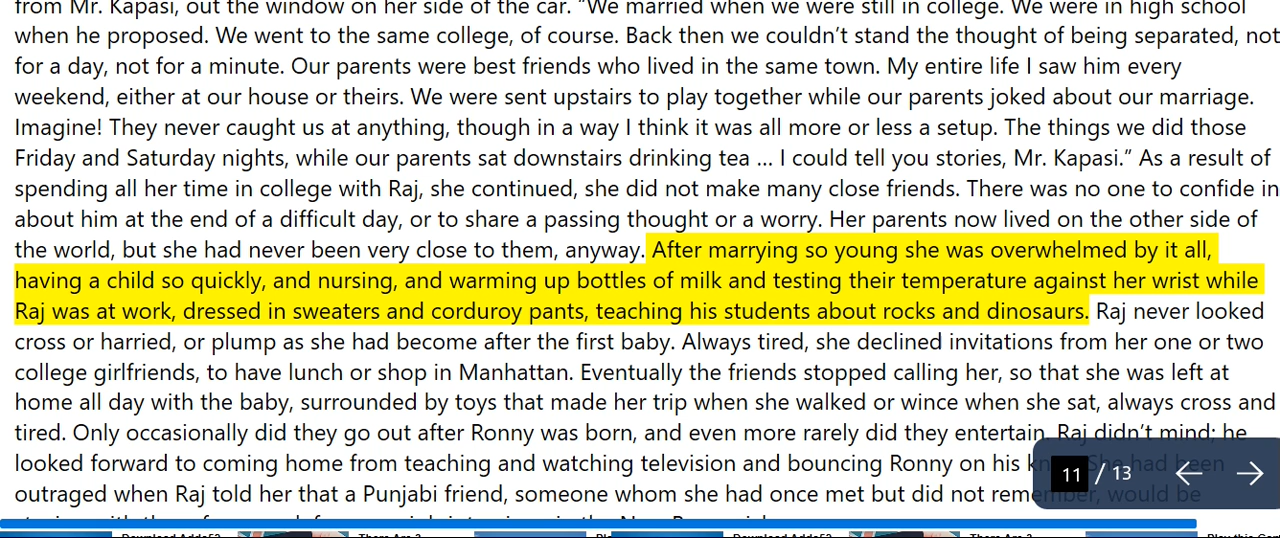 from Mr. Kapasi, out the window on her side of the car. “We married when we were still in college. We were in high school
when he proposed. We went to the same college, of course. Back then we couldn’t stand the thought of being separated, not
for a day, not for a minute. Our parents were best friends who lived in the same town. My entire life I saw him every
weekend, either at our house or theirs. We were sent upstairs to play together while our parents joked about our marriage.
Imagine! They never caught us at anything, though in a way I think it was all more or less a setup. The things we did those
Friday and Saturday nights, while our parents sat downstairs drinking tea … I could tell you stories, Mr. Kapasi.” As a result of
spending all her time in college with Raj, she continued, she did not make many close friends. There was no one to confide in
about him at the end of a difficult day, or to share a passing thought or a worry. Her parents now lived on the other side of
the world, but she had never been very close to them, anyway. After marrying so young she was overwhelmed by it all,
having a child so quickly, and nursing, and warming up bottles of milk and testing their temperature against her wrist while
Raj was at work, dressed in sweaters and corduroy pants, teaching his students about rocks and dinosaurs. Raj never looked
cross or harried, or plump as she had become after the first baby. Always tired, she declined invitations from her one or two
college girlfriends, to have lunch or shop in Manhattan. Eventually the friends stopped calling her, so that she was left at
home all day with the baby, surrounded by toys that made her trip when she walked or wince when she sat, always cross and
tired. Only occasionally did they go out after Ronny was born, and even more rarely did they entertain. Raj didn’t mind; he
looked forward to coming home from teaching and watching television and bouncing Ronny on his knee. She had been
outraged when Raj told her that a Punjabi friend, someone whom she had once met but did not remember, would be
11 / 13